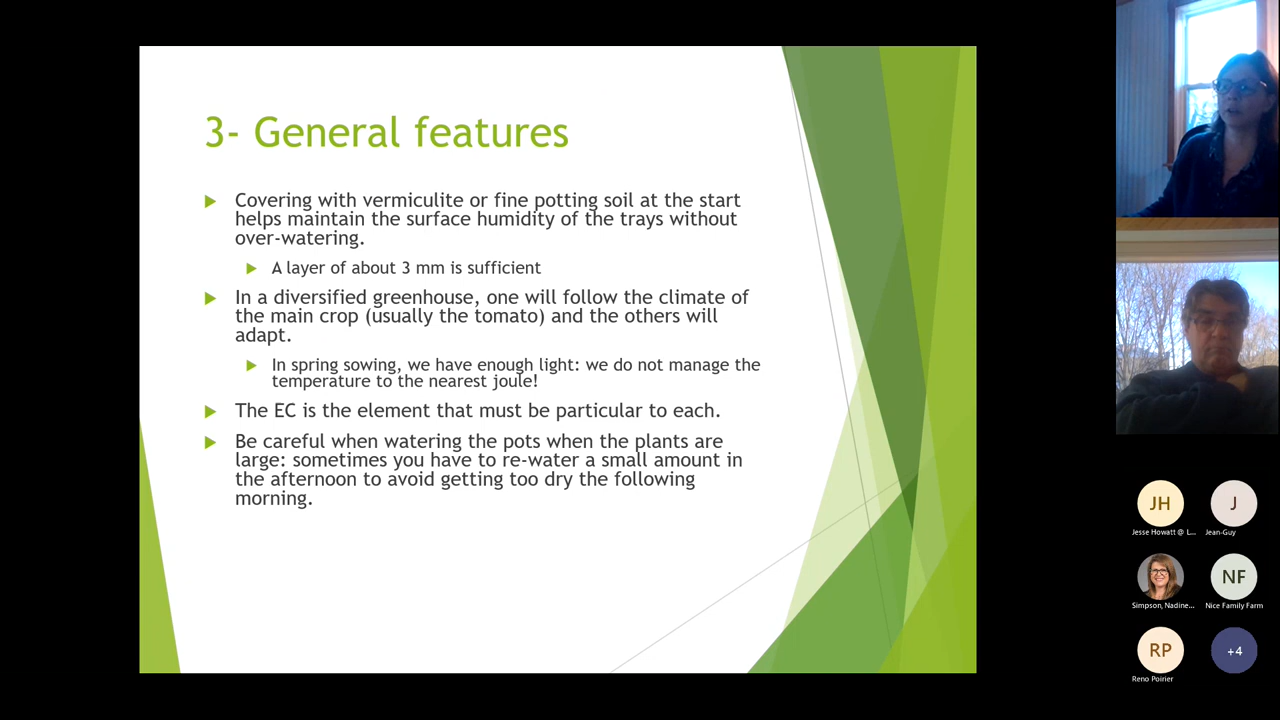 3- General features
Covering with vermiculite or fine potting soil at the start
helps maintain the surface humidity of the trays without
over-watering.
A layer of about 3 mm is sufficient
In a diversified greenhouse, one will follow the climate of
the main crop (usually the tomato) and the others will
adapt.
In spring sowing, we have enough light: we do not manage the
temperature to the nearest joule!
The EC is the element that must be particular to each.
Be careful when watering the pots when the plants are
large: sometimes you have to re-water a small amount in
the afternoon to avoid getting too dry the following
morning.
JH
J
Jesse Howatt @ L...
Jean-Guy
NF
Simpson, Nadine...
Nice Family Farm
RP
+4
Reno Poirier